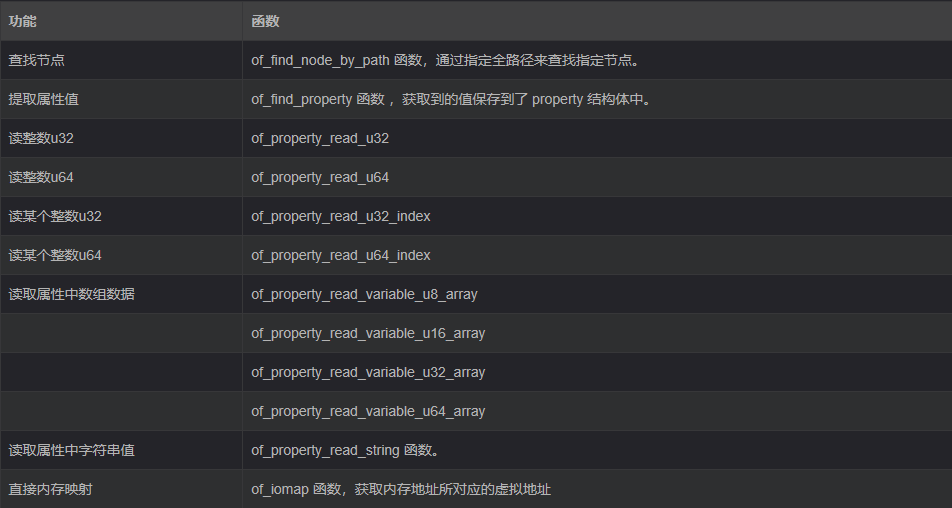 功能 函数
查找节点 of_find_node_by_path 函数，通过指定全路径来查找指定节点。
提取属性值 of_find_property 函数 ，获取到的值保存到了 property 结构体中。
读整数u32 of_property_read_u32
读整数u64 of_property_read_u64
读某个整数u32 of_property_read_u32_index
读某个整数u64 of_property_read_u64_index
读取属性中数组数据 of_property_read_variable_u8_array
of_property_read_variable_u16_array
of_property_read_variable_u32_array
of_property_read_variable_u64_array
读取属性中字符串值 of_property_read_string 函数。
直接内存映射 of_iomap 函数，获取内存地址所对应的虚拟地址